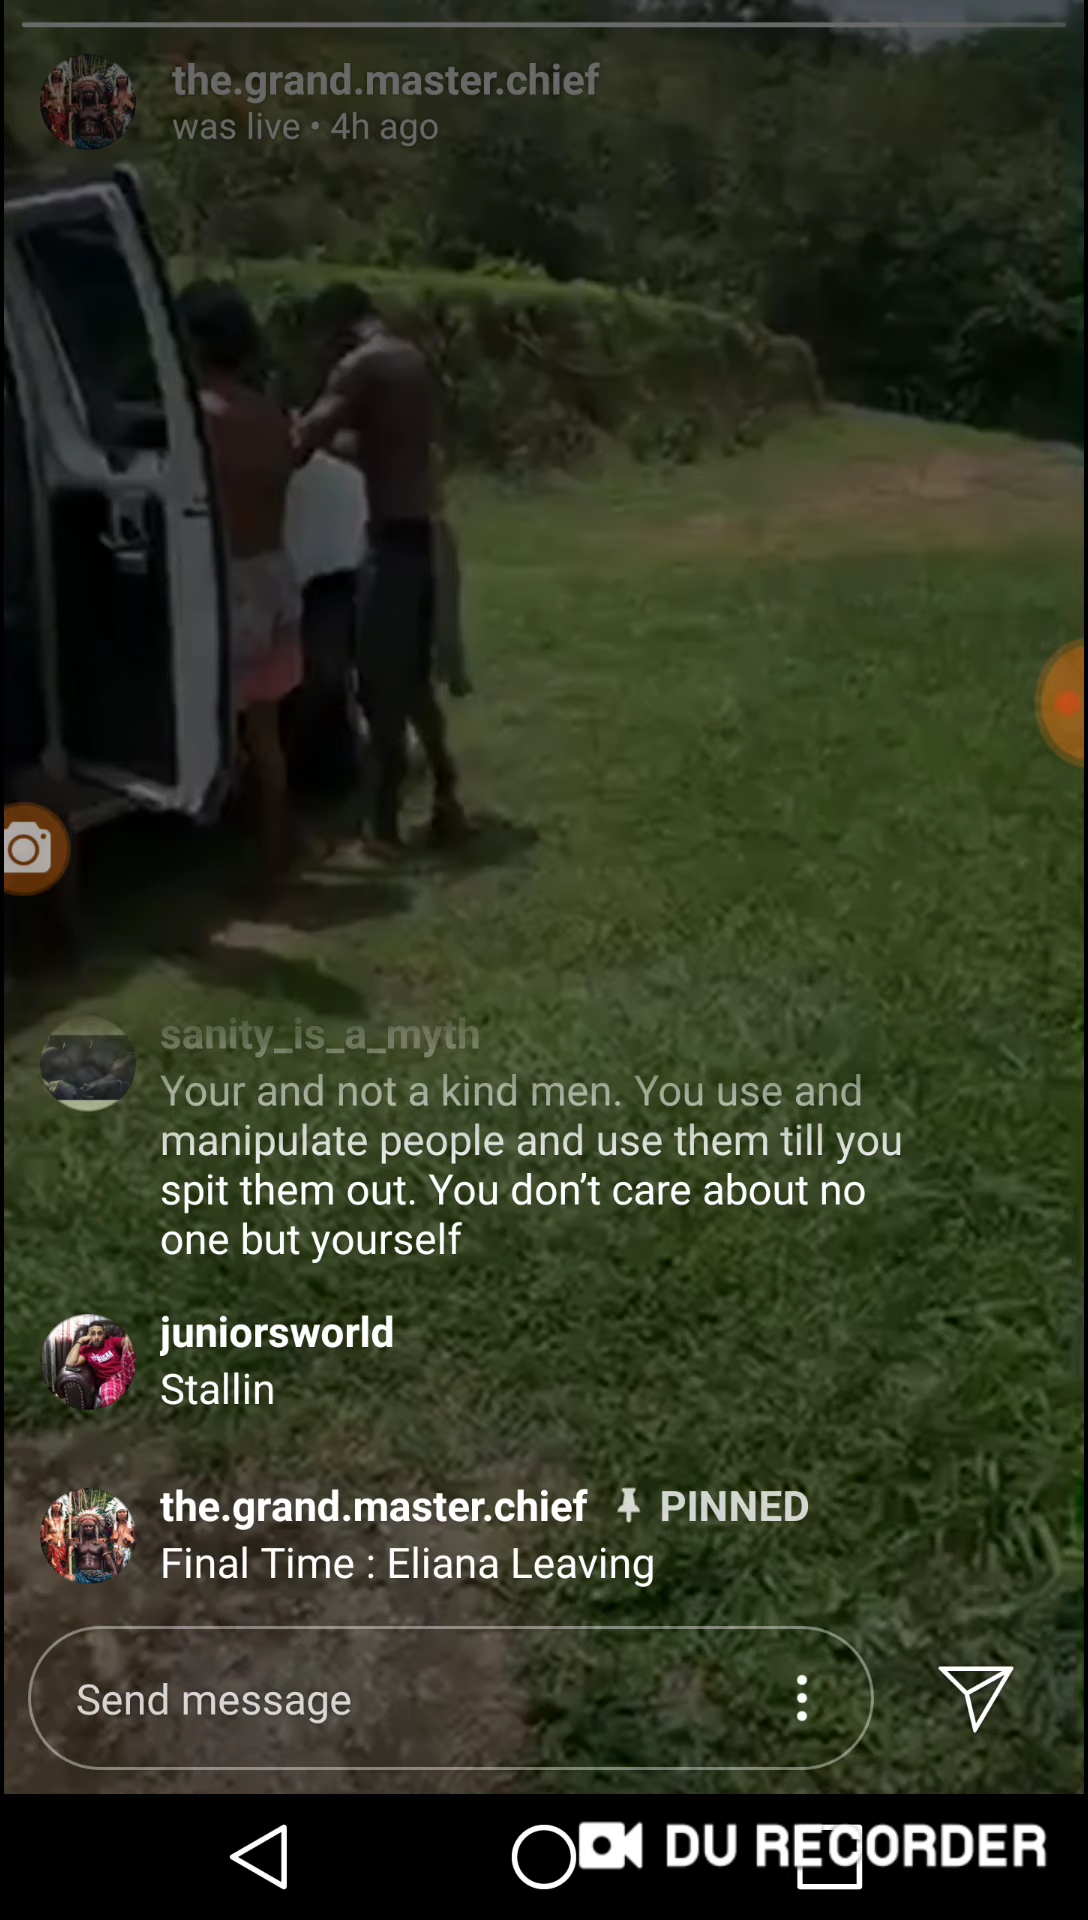 the.grand.master.chief
was live • 4h ago
sanity_is_a_myth
Your and not a kind men. You use and
manipulate people and use them till you
spit them out. You don’t care about no
one but yourself
juniorsworld
Stallin
the.grand.master.chief PINNED
Final Time : Eliana Leaving
Send message
DU RECORDER